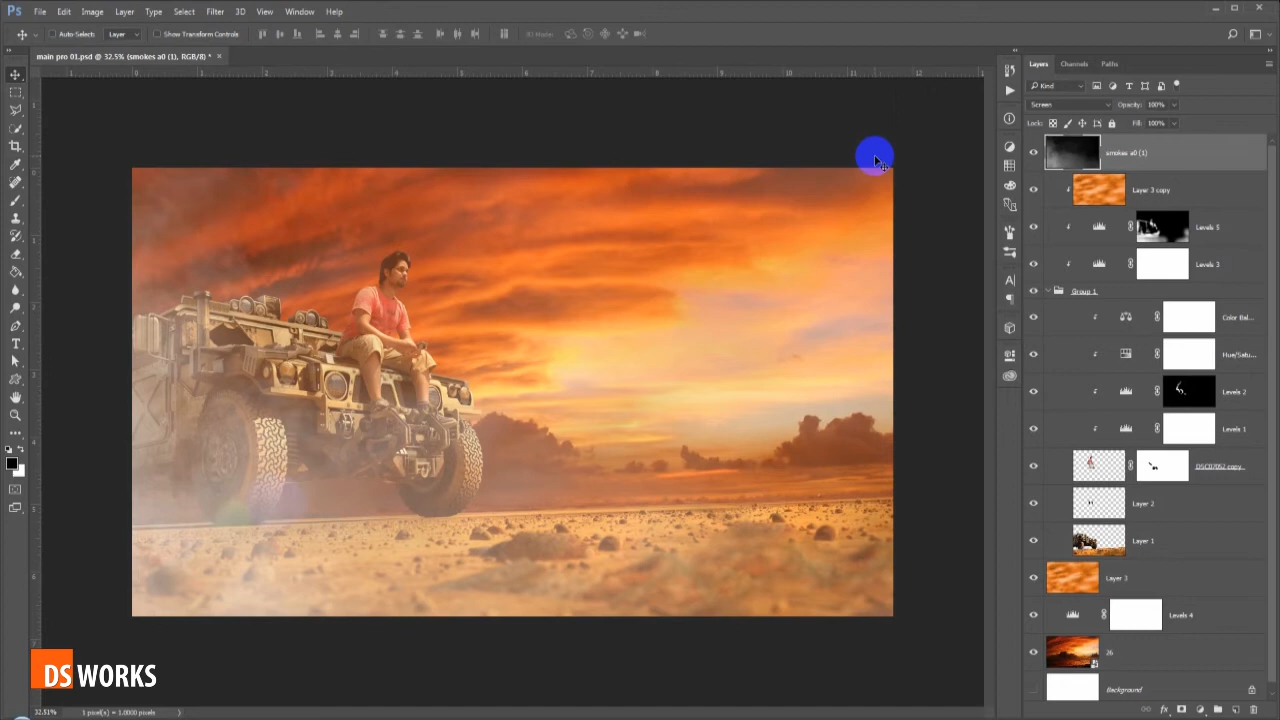 Ps File Edit Image Layer Type Select Filter 3D View Window Help
Auto-Select: Layer Show Transform Controls 3D Mode:
main pro 01.psd @ 32.5% (smokes a0 (1), RGB/8) * ×
Layers Channels Paths
Kind
Screen Opacity: 100%
Lock: Fill: 100%
smokes a0 (1)
Layer 3 copy
Levels 5
Levels 3
Group 1
Color Bal...
Hue/Satu...
Levels 2
Levels 1
DSC07052 copy
Layer 2
Layer 1
Layer 3
Levels 4
26
Background
DS WORKS
32.51% 1 pixel(s) = 1.0000 pixels